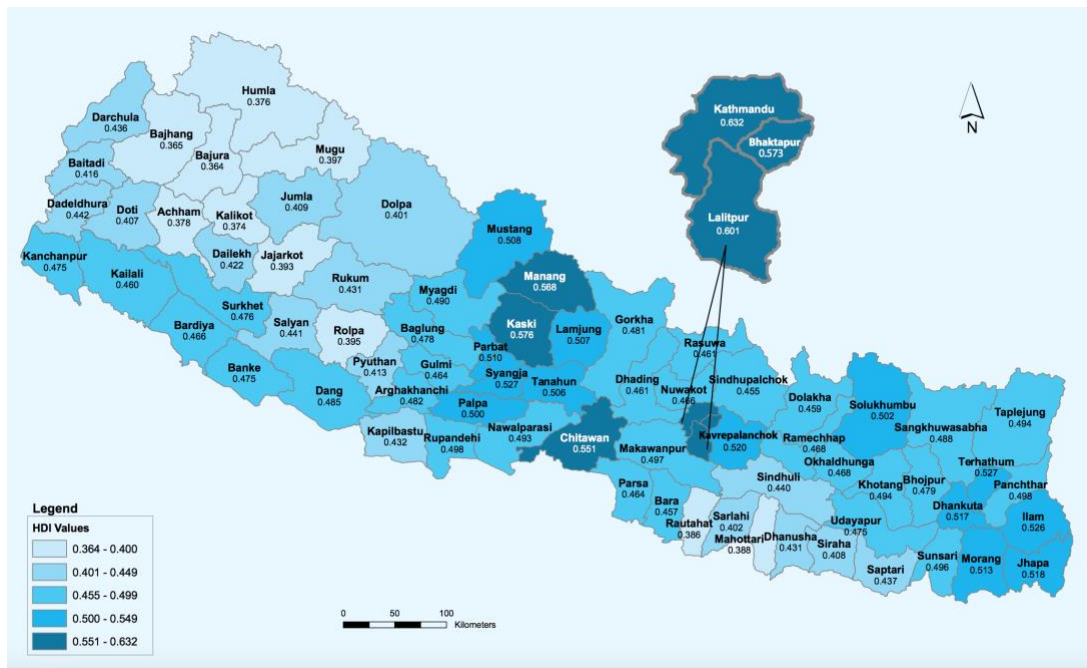 Humla
0.376
Darchula
0.436
Bajhang
0.365
Bajura
0.364
Mugu
0.397
Baitadi
0.416
Dadeldhura
0.442
Doti
0.407
Achham
0.378
Kalikot
0.374
Jumla
0.409
Dolpa
0.401
Kanchanpur
0.475
Kailali
0.460
Dailekh
0.422
Jajarkot
0.393
Rukum
0.431
Mustang
0.508
Manang
0.568
Myagdi
0.490
Kaski
0.576
Lamjung
0.507
Gorkha
0.481
Kathmandu
0.632
Bhaktapur
0.573
Lalitpur
0.601
N
Surkhet
0.476
Bardiya
0.466
Salyan
0.441
Rolpa
0.395
Baglung
0.478
Parbat
0.510
Banke
0.475
Dang
0.485
Pyuthan
0.413
Gulmi
0.464
Syangja
0.527
Tanahun
0.506
Arghakhanchi
0.482
Palpa
0.500
Kapilbastu
0.432
Rupandehi
0.498
Nawalparasi
0.493
Chitawan
0.551
Dhading
0.461
Rasuwa
0.461
Nuwakot
0.466
Sindhupalchok
0.455
Dolakha
0.459
Solukhumbu
0.502
Taplejung
0.494
Sangkhuwasabha
0.488
Kavrepalanchok
0.520
Ramechhap
0.468
Makawanpur
0.497
Okhaldhunga
0.468
Khotang
0.494
Bhojpur
0.479
Terhathum
0.527
Panchthar
0.498
Parsa
0.464
Bara
0.457
Rautahat
0.386
Sarlahi
0.402
Mahottari
0.388
Sindhuli
0.440
Dhanusha
0.431
Siraha
0.408
Udayapur
0.475
Saptari
0.437
Dhankuta
0.517
Ilam
0.526
Sunsari
0.496
Morang
0.513
Jhapa
0.518
Legend
HDI Values
0.364 - 0.400
0.401 - 0.449
0.455 - 0.499
0.500 - 0.549
0.551 - 0.632
0 50 100
Kilometers